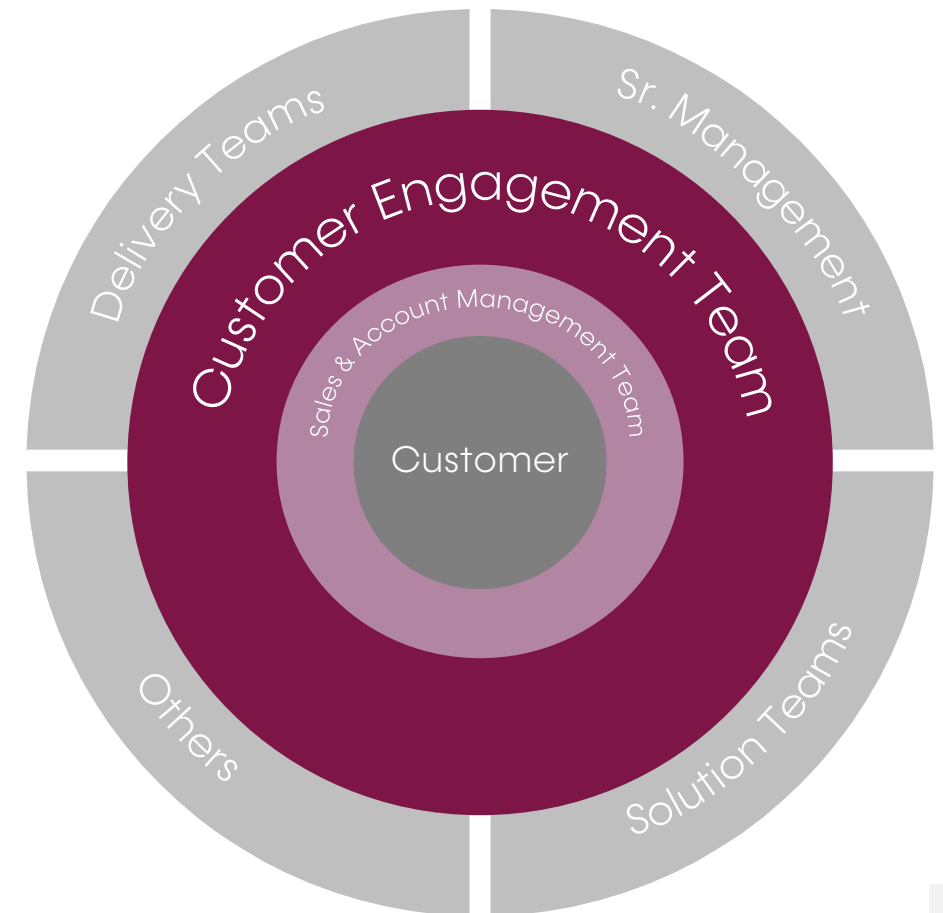 Delivery Teams
Sr. Management
Customer Engagement Team
Sales & Account Management Team
Customer
Others
Solution Teams